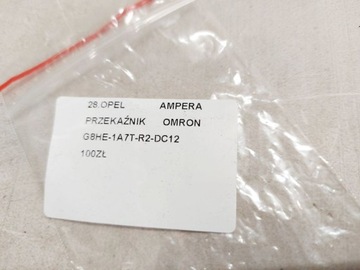 28.OPEL AMPERA
PRZEKAŹNIK OMRON
G8HE-1A7T-R2-DC12
100ZŁ